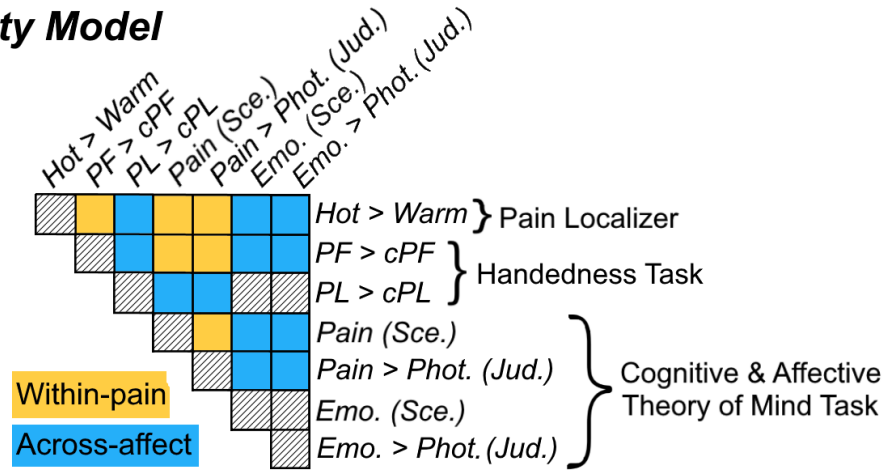 ty Model
Hot > Warm
PF > cPF
PL > cPL
Pain (Sce.)
Pain > Phot. (Jud.)
Emo. (Sce.)
Emo. > Phot. (Jud.)
Hot > Warm } Pain Localizer
PF > cPF
Handedness Task
PL > cPL
Pain (Sce.)
Pain > Phot. (Jud.)
Emo. (Sce.)
Emo. > Phot. (Jud.)
Cognitive & Affective
Theory of Mind Task
Within-pain
Across-affect